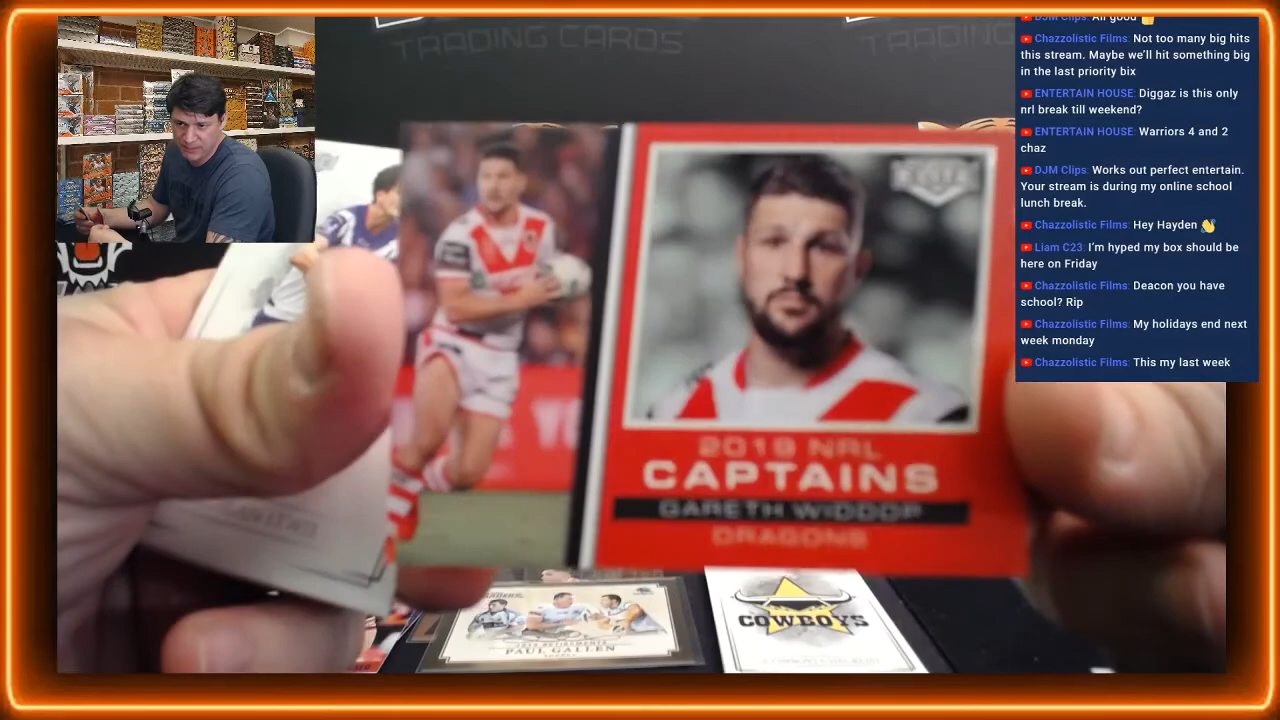 TRADING CARDS
TRADING CARDS
DJM Clips: All good
Chazzolistic Films: Not too many big hits
this stream. Maybe we'll hit something big
in the last priority bix
ENTERTAIN HOUSE: Diggaz is this only
nrl break till weekend?
ENTERTAIN HOUSE: Warriors 4 and 2
chaz
DJM Clips: Works out perfect entertain.
Your stream is during my online school
lunch break.
Chazzolistic Films: Hey Hayden
Liam C23: I'm hyped my box should be
here on Friday
Chazzolistic Films: Deacon you have
school? Rip
Chazzolistic Films: My holidays end next
week monday
Chazzolistic Films: This my last week
2019 NRL
CAPTAINS
GARETH WIDDOP
DRAGONS
2019 RETIREMENTS
PAUL GALLEN
COWBOYS